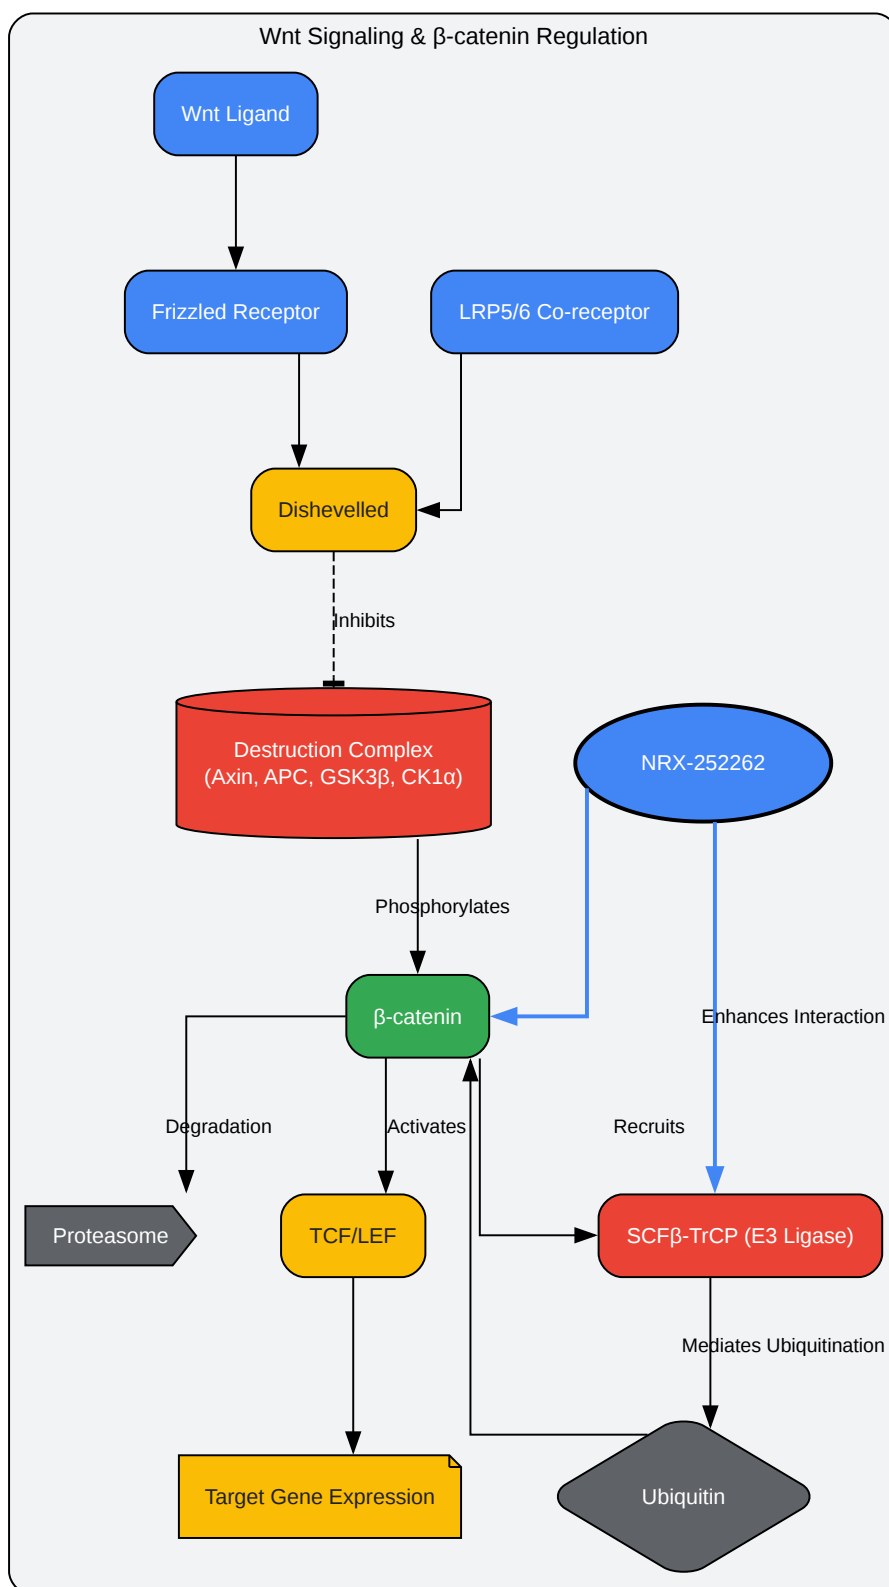 Wnt Signaling & β-catenin Regulation
Wnt Ligand
Frizzled Receptor
LRP5/6 Co-receptor
Dishevelled
Inhibits
Destruction Complex
(Axin, APC, GSK3β, CK1α)
NRX-252262
Phosphorylates
β-catenin
Enhances Interaction
Degradation
Activates
Recruits
Proteasome
TCF/LEF
SCFβ-TrCP (E3 Ligase)
Mediates Ubiquitination
Target Gene Expression
Ubiquitin